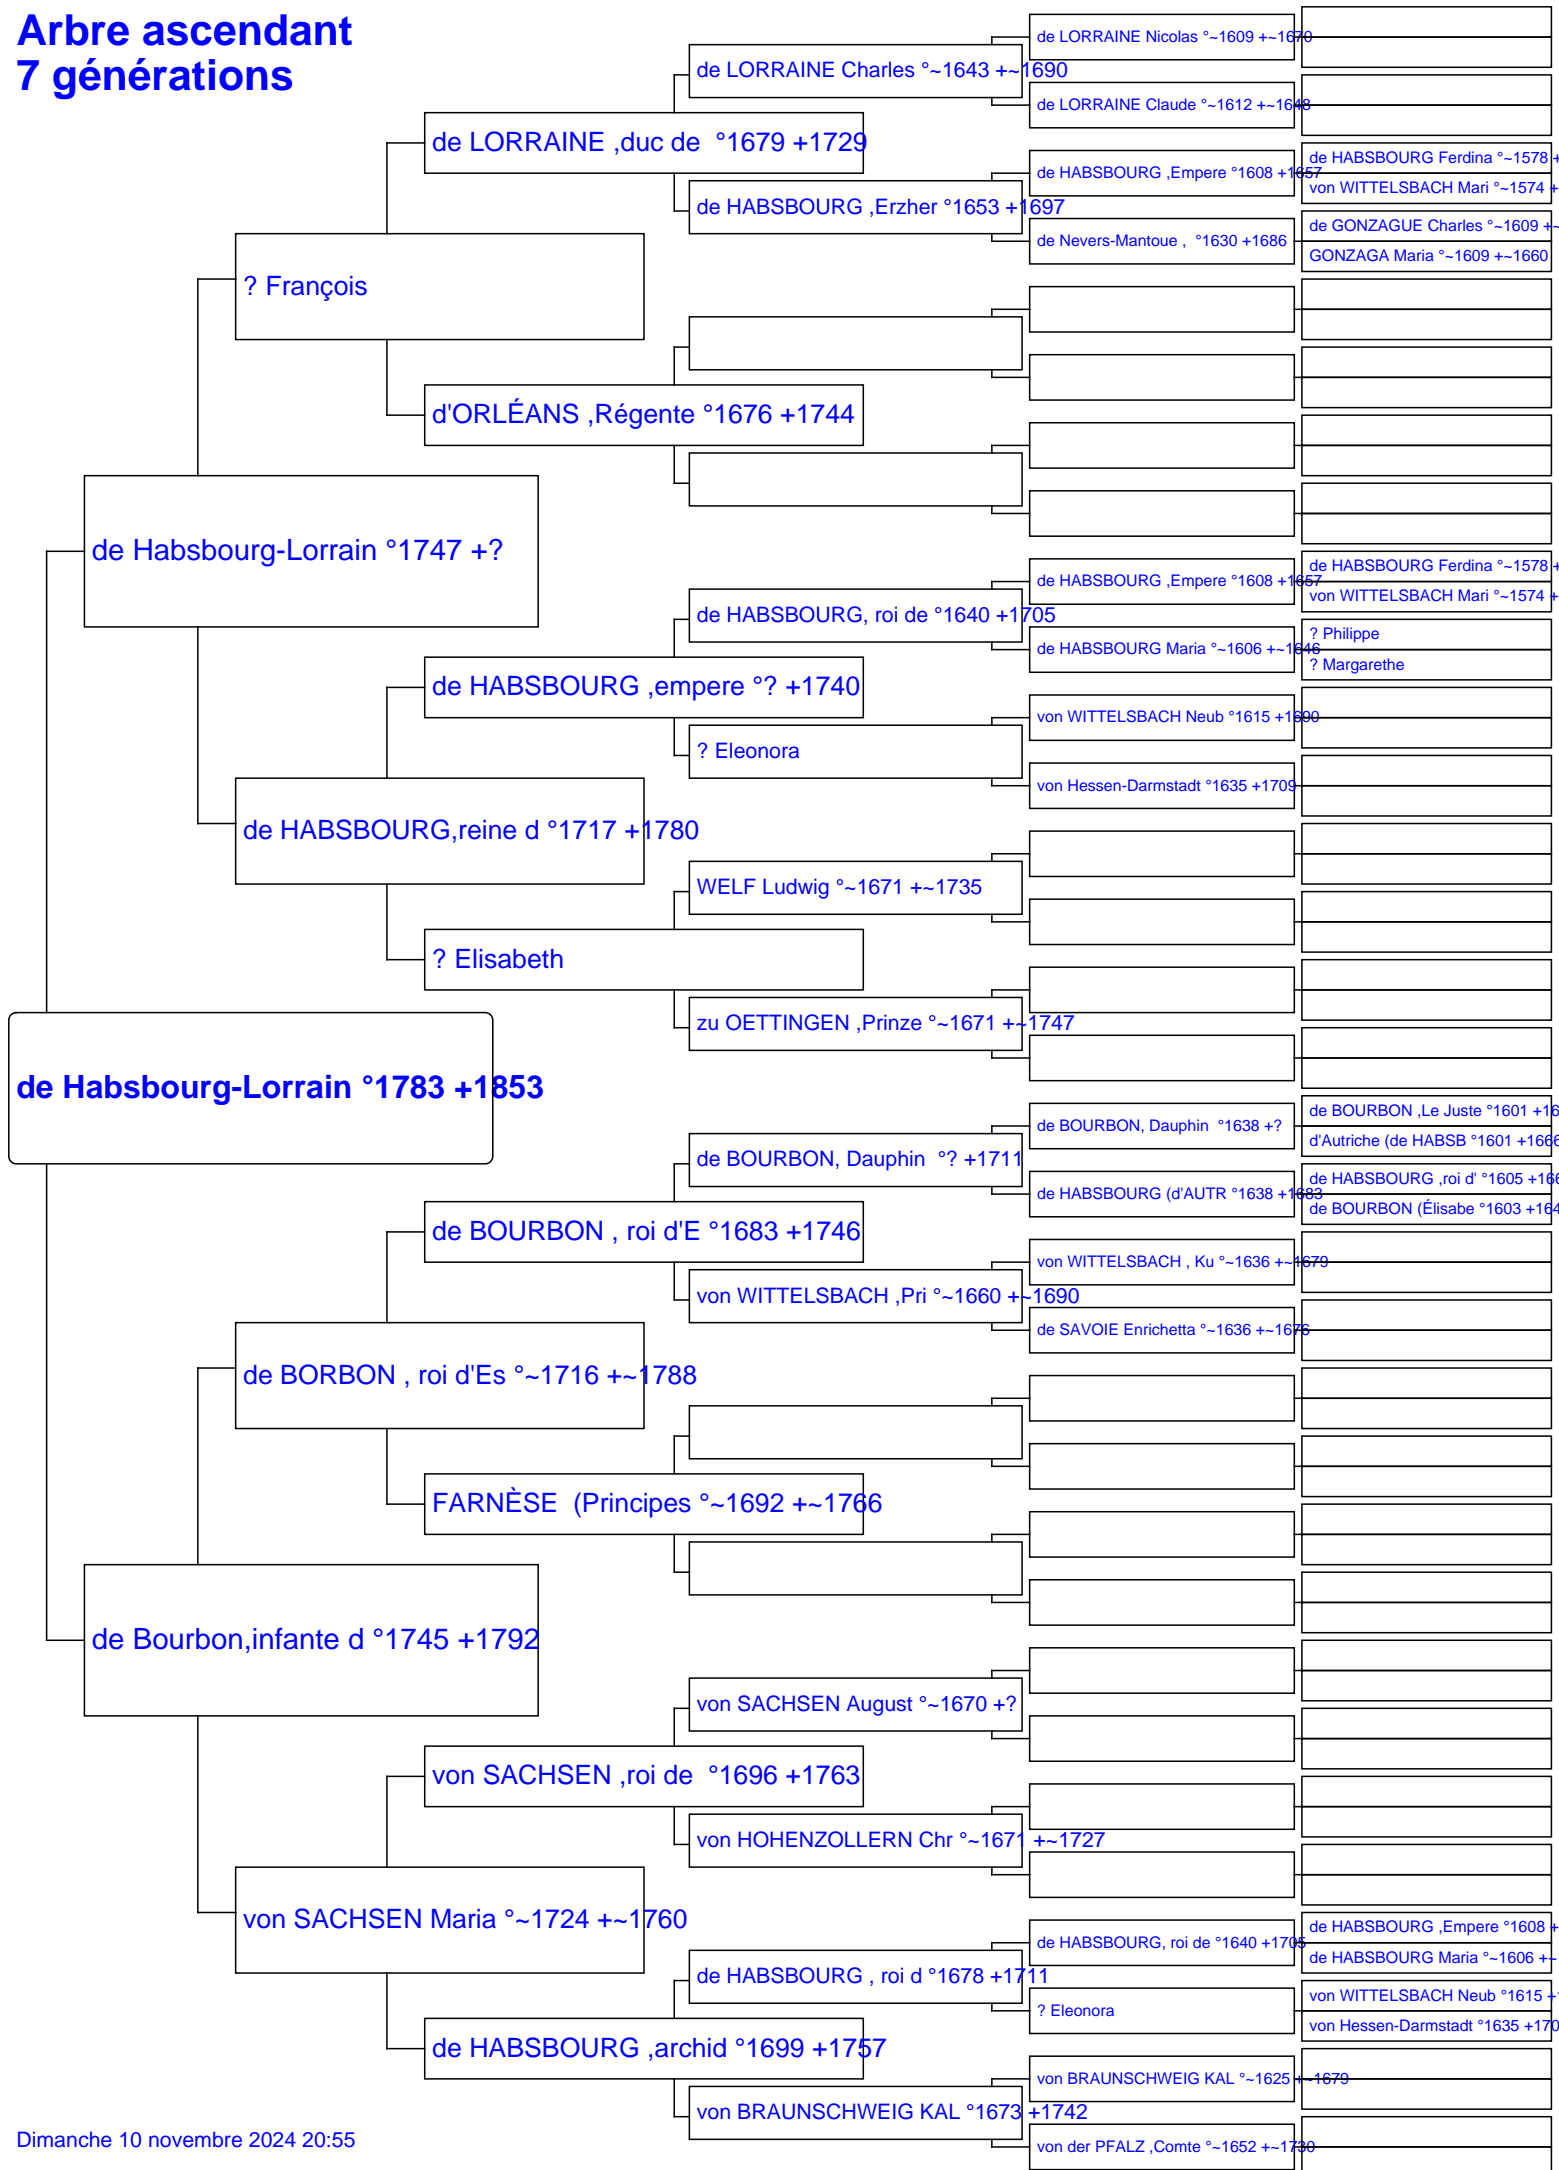 Arbre ascendant
7 générations
de LORRAINE Nicolas °~1609 +~1670
de LORRAINE Charles °~1643 +~1690
de LORRAINE Claude °~1612 +~1648
de LORRAINE ,duc de °1679 +1729
de HABSBOURG Ferdina °~1578 +
de HABSBOURG ,Empere °1608 +1657
von WITTELSBACH Mari °~1574 +
de HABSBOURG ,Erzher °1653 +1697
de GONZAGUE Charles °~1609 +~
de Nevers-Mantoue , °1630 +1686
GONZAGA Maria °~1609 +~1660
? François
d'ORLÉANS ,Régente °1676 +1744
de Habsbourg-Lorrain °1747 +?
de HABSBOURG Ferdina °~1578 +
de HABSBOURG ,Empere °1608 +1657
von WITTELSBACH Mari °~1574 +
de HABSBOURG, roi de °1640 +1705
? Philippe
de HABSBOURG Maria °~1606 +~1646
? Margarethe
de HABSBOURG ,empere °? +1740
von WITTELSBACH Neub °1615 +1690
? Eleonora
von Hessen-Darmstadt °1635 +1709
de HABSBOURG,reine d °1717 +1780
WELF Ludwig °~1671 +~1735
? Elisabeth
zu OETTINGEN ,Prinze °~1671 +~1747
de Habsbourg-Lorrain °1783 +1853
de BOURBON ,Le Juste °1601 +16
de BOURBON, Dauphin °1638 +?
d'Autriche (de HABSB °1601 +1666
de BOURBON, Dauphin °? +1711
de HABSBOURG ,roi d' °1605 +166
de HABSBOURG (d'AUTR °1638 +1683
de BOURBON (Élisabe °1603 +164
de BOURBON , roi d'E °1683 +1746
von WITTELSBACH , Ku °~1636 +~1679
von WITTELSBACH ,Pri °~1660 +~1690
de SAVOIE Enrichetta °~1636 +~1676
de BORBON , roi d'Es °~1716 +~1788
FARNÈSE (Principes °~1692 +~1766
de Bourbon,infante d °1745 +1792
von SACHSEN August °~1670 +?
von SACHSEN ,roi de °1696 +1763
von HOHENZOLLERN Chr °~1671 +~1727
von SACHSEN Maria °~1724 +~1760
de HABSBOURG ,Empere °1608 +
de HABSBOURG, roi de °1640 +1705
de HABSBOURG Maria °~1606 +~
de HABSBOURG , roi d °1678 +1711
von WITTELSBACH Neub °1615 +1
? Eleonora
von Hessen-Darmstadt °1635 +170
de HABSBOURG ,archid °1699 +1757
von BRAUNSCHWEIG KAL °~1625 +~1679
von BRAUNSCHWEIG KAL °1673 +1742
von der PFALZ ,Comte °~1652 +~1730
Dimanche 10 novembre 2024 20:55